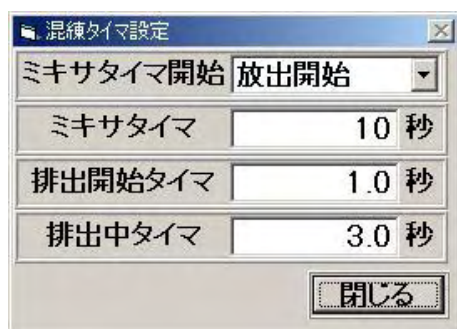 混練タイマ設定
ミキサタイマ開始 放出開始
ミキサタイマ 10 秒
排出開始タイマ 1.0 秒
排出中タイマ 3.0 秒
閉じる